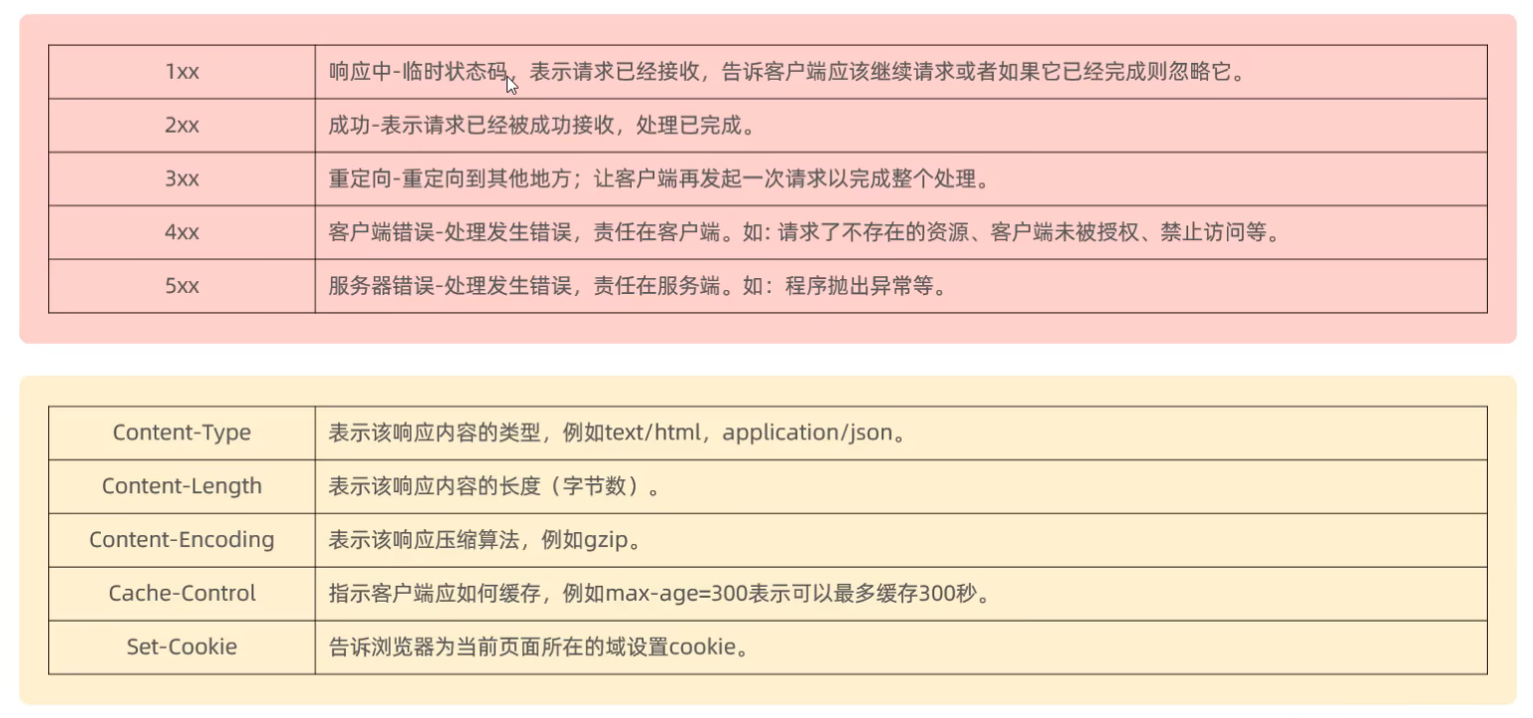 1xx 响应中-临时状态码，表示请求已经接收，告诉客户端应该继续请求或者如果它已经完成则忽略它。
2xx 成功-表示请求已经被成功接收，处理已完成。
3xx 重定向-重定向到其他地方；让客户端再发起一次请求以完成整个处理。
4xx 客户端错误-处理发生错误，责任在客户端。如：请求了不存在的资源、客户端未被授权、禁止访问等。
5xx 服务器错误-处理发生错误，责任在服务端。如：程序抛出异常等。
Content-Type 表示该响应内容的类型，例如text/html，application/json。
Content-Length 表示该响应内容的长度（字节数）。
Content-Encoding 表示该响应压缩算法，例如gzip。
Cache-Control 指示客户端应如何缓存，例如max-age=300表示可以最多缓存300秒。
Set-Cookie 告诉浏览器为当前页面所在的域设置cookie。